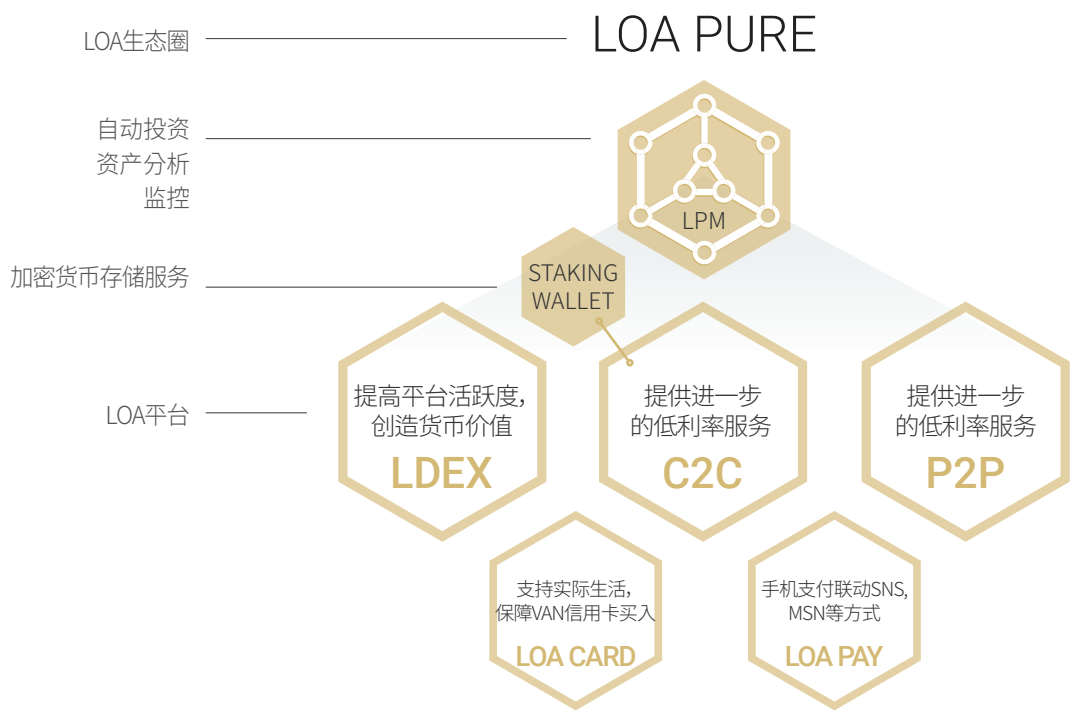 LOA生态圈
LOA PURE
自动投资
资产分析
监控
LPM
加密货币存储服务
STAKING
WALLET
LOA平台
提高平台活跃度,
创造货币价值
LDEX
提供进一步
的低利率服务
C2C
提供进一步
的低利率服务
P2P
支持实际生活,
保障VAN信用卡买入
LOA CARD
手机支付联动SNS,
MSN等方式
LOA PAY